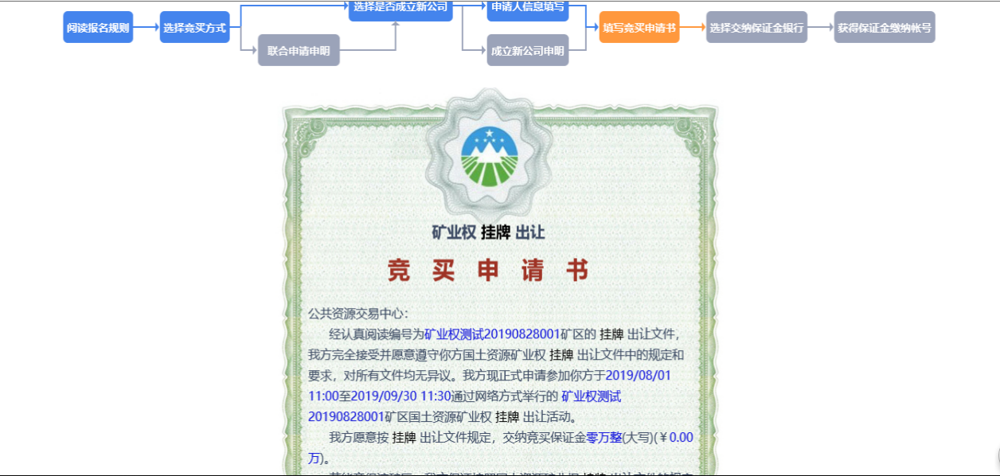 阅读报名规则
选择竞买方式
选择是否成立新公司
申请人信息填写
联合申请申明
成立新公司申明
填写竞买申请书
选择交纳保证金银行
获得保证金缴纳帐号
矿业权 挂牌 出让
竞 买 申 请 书
公共资源交易中心：
经认真阅读编号为矿业权测试20190828001矿区的 挂牌 出让文件，
我方完全接受并愿意遵守你方国土资源矿业权 挂牌 出让文件中的规定和
要求，对所有文件均无异议。我方现正式申请参加你方于2019/08/01
11:00至2019/09/30 11:30通过网络方式举行的 矿业权测试
20190828001矿区国土资源矿业权 挂牌 出让活动。
我方愿意按 挂牌 出让文件规定，交纳竞买保证金零万整(大写)(￥0.00
万)。